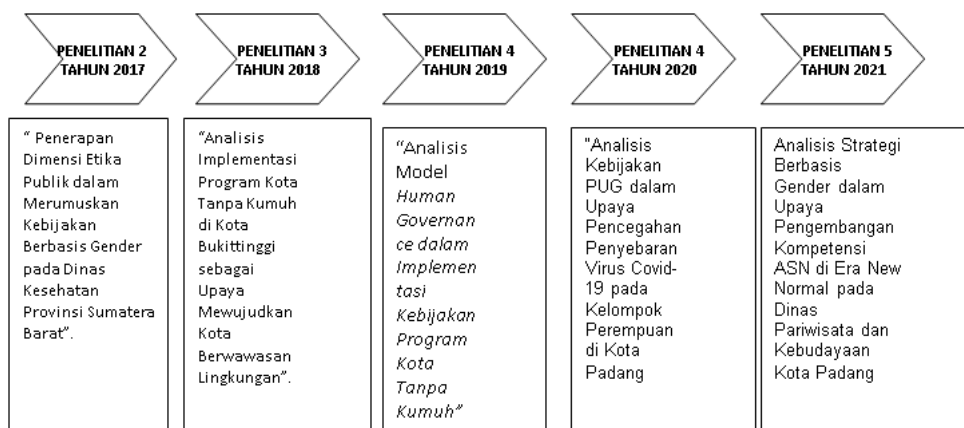 PENELITIAN 2
TAHUN 2017
PENELITIAN 3
TAHUN 2018
PENELITIAN 4
TAHUN 2019
PENELITIAN 4
TAHUN 2020
PENELITIAN 5
TAHUN 2021
“ Penerapan
Dimensi Etika
Publik dalam
Merumuskan
Kebijakan
Berbasis Gender
pada Dinas
Kesehatan
Provinsi Sumatera
Barat”.
“Analisis
Implementasi
Program Kota
Tanpa Kumuh
di Kota
Bukittinggi
sebagai
Upaya
Mewujudkan
Kota
Berwawasan
Lingkungan”.
“Analisis
Model
Human
Governan
ce dalam
Implemen
tasi
Kebijakan
Program
Kota
Tanpa
Kumuh”
"Analisis
Kebijakan
PUG dalam
Upaya
Pencegahan
Penyebaran
Virus Covid-
19 pada
Kelompok
Perempuan
di Kota
Padang
Analisis Strategi
Berbasis
Gender dalam
Upaya
Pengembangan
Kompetensi
ASN di Era New
Normal pada
Dinas
Pariwisata dan
Kebudayaan
Kota Padang